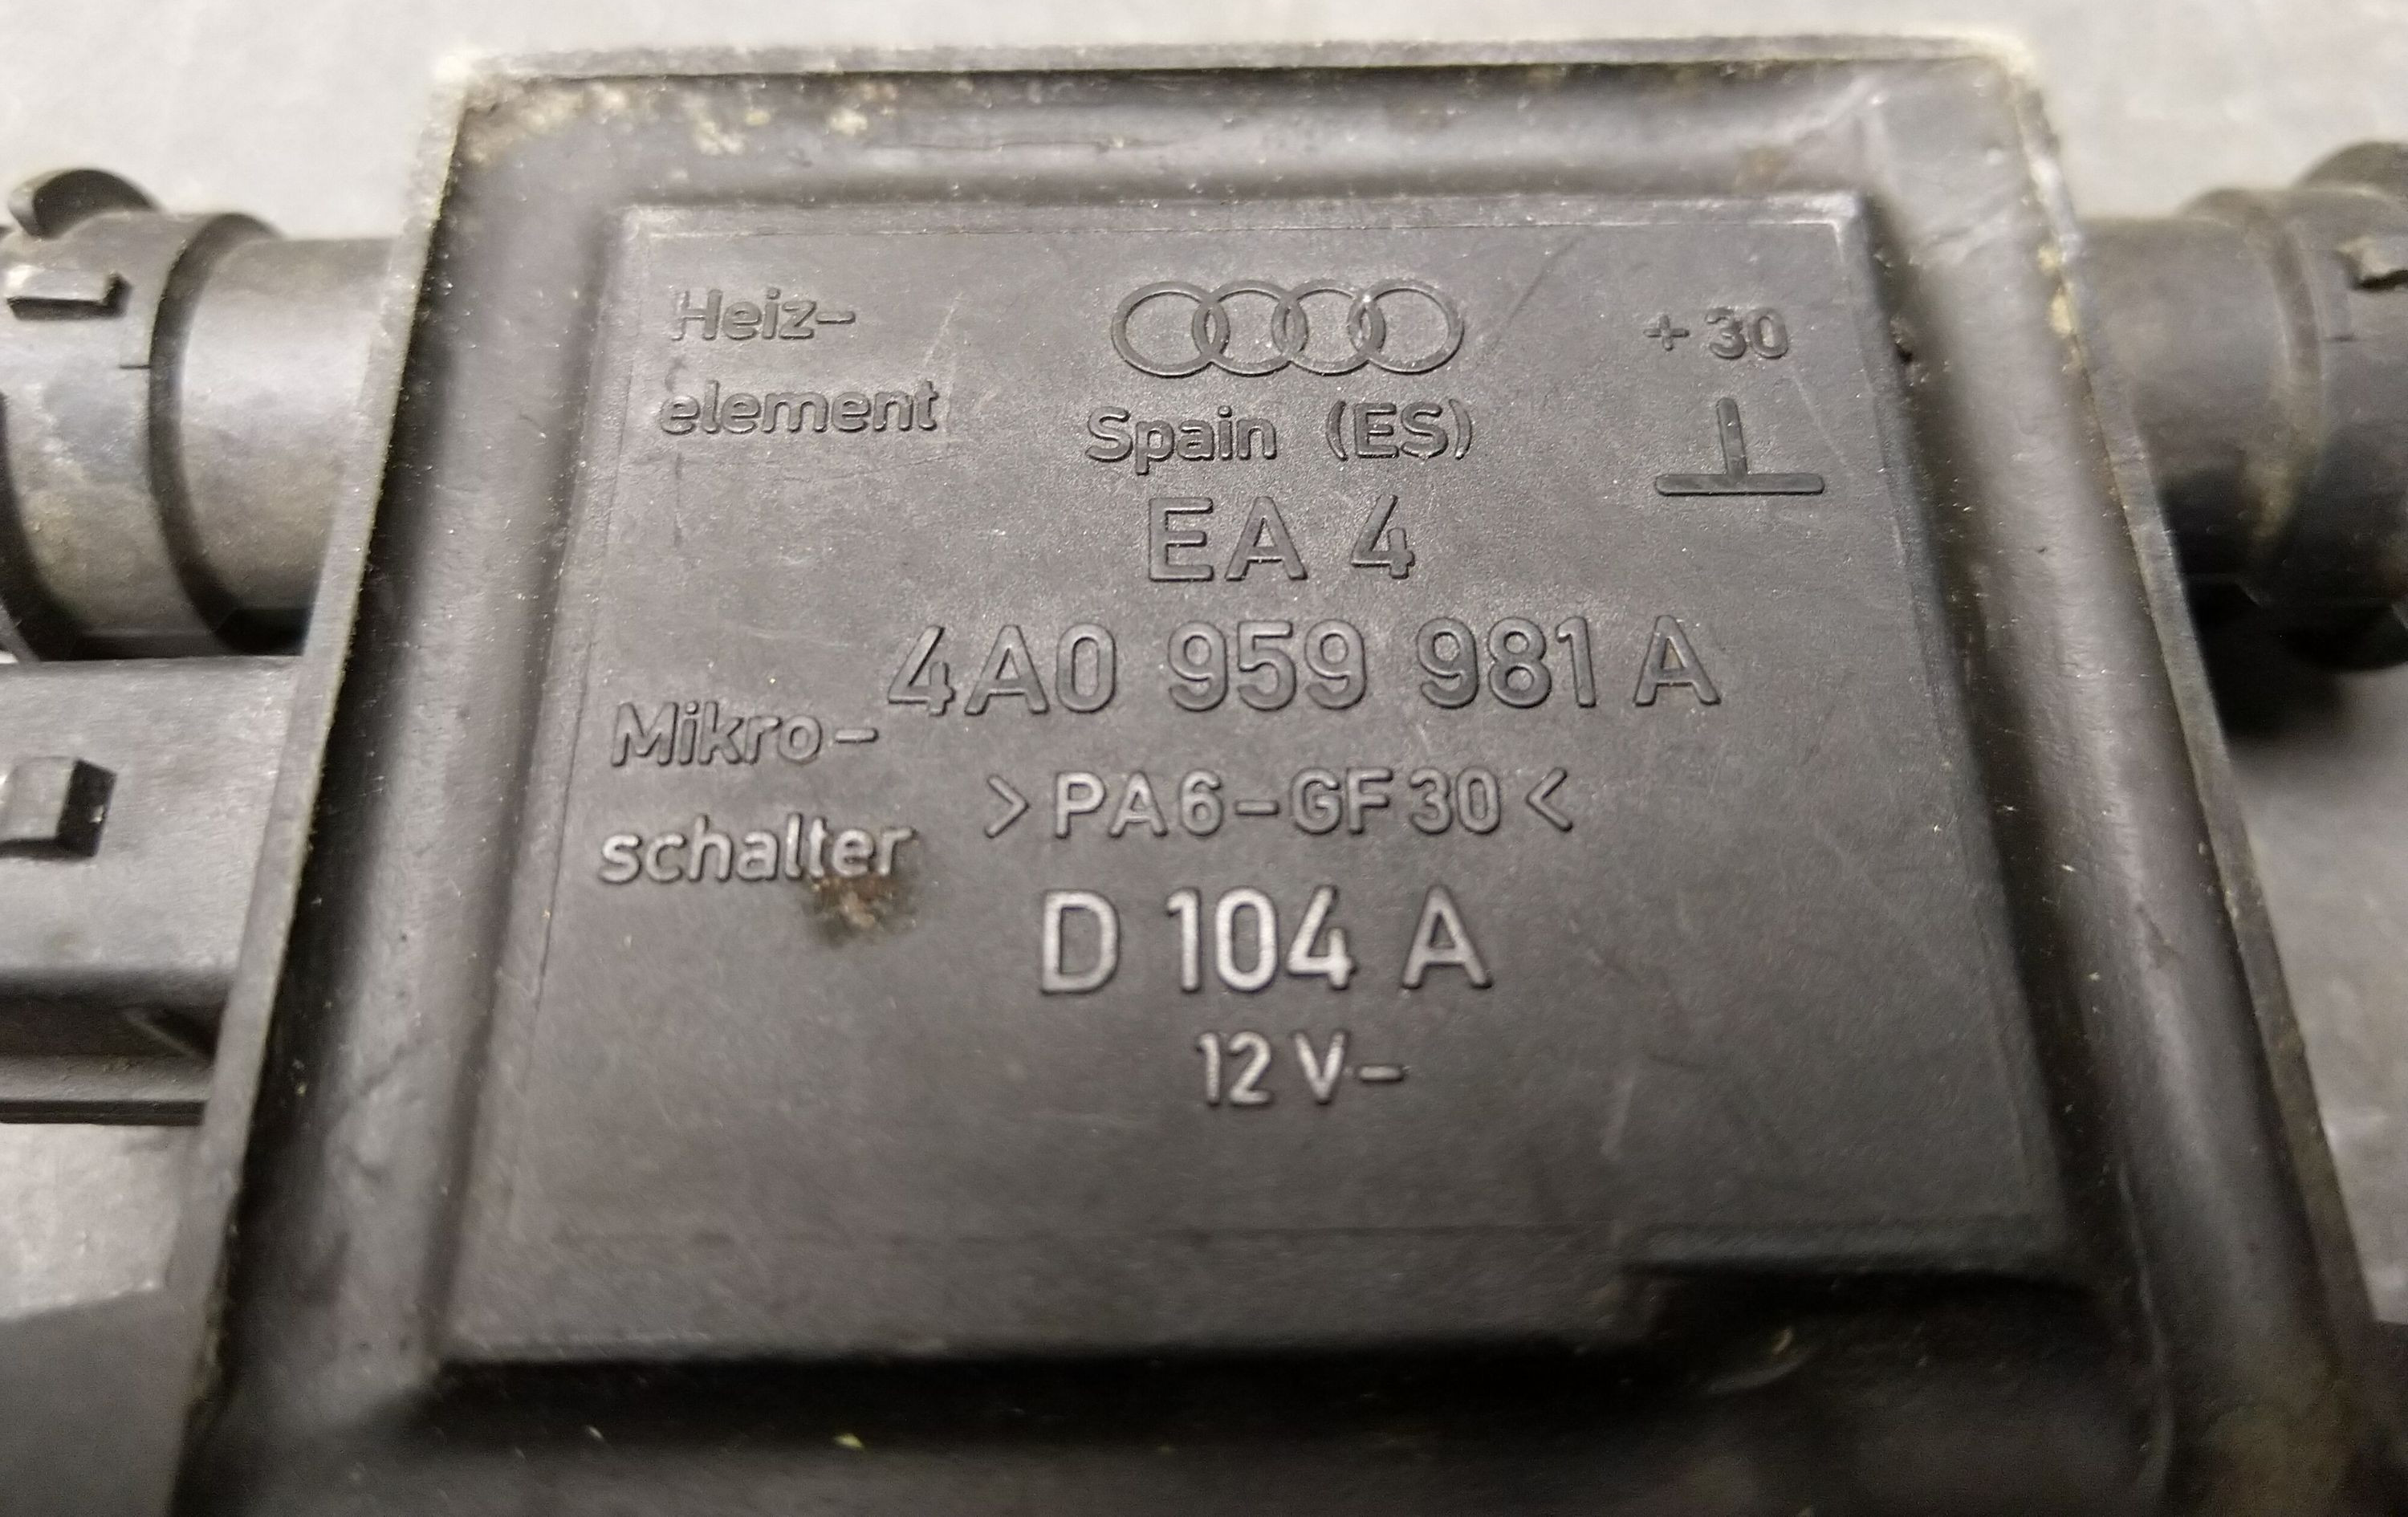 Heiz-
element
Spain (ES)
+ 30
EA 4
4A0 959 981 A
Mikro-
schalter
>PA6-GF30<
D 104 A
12 V-